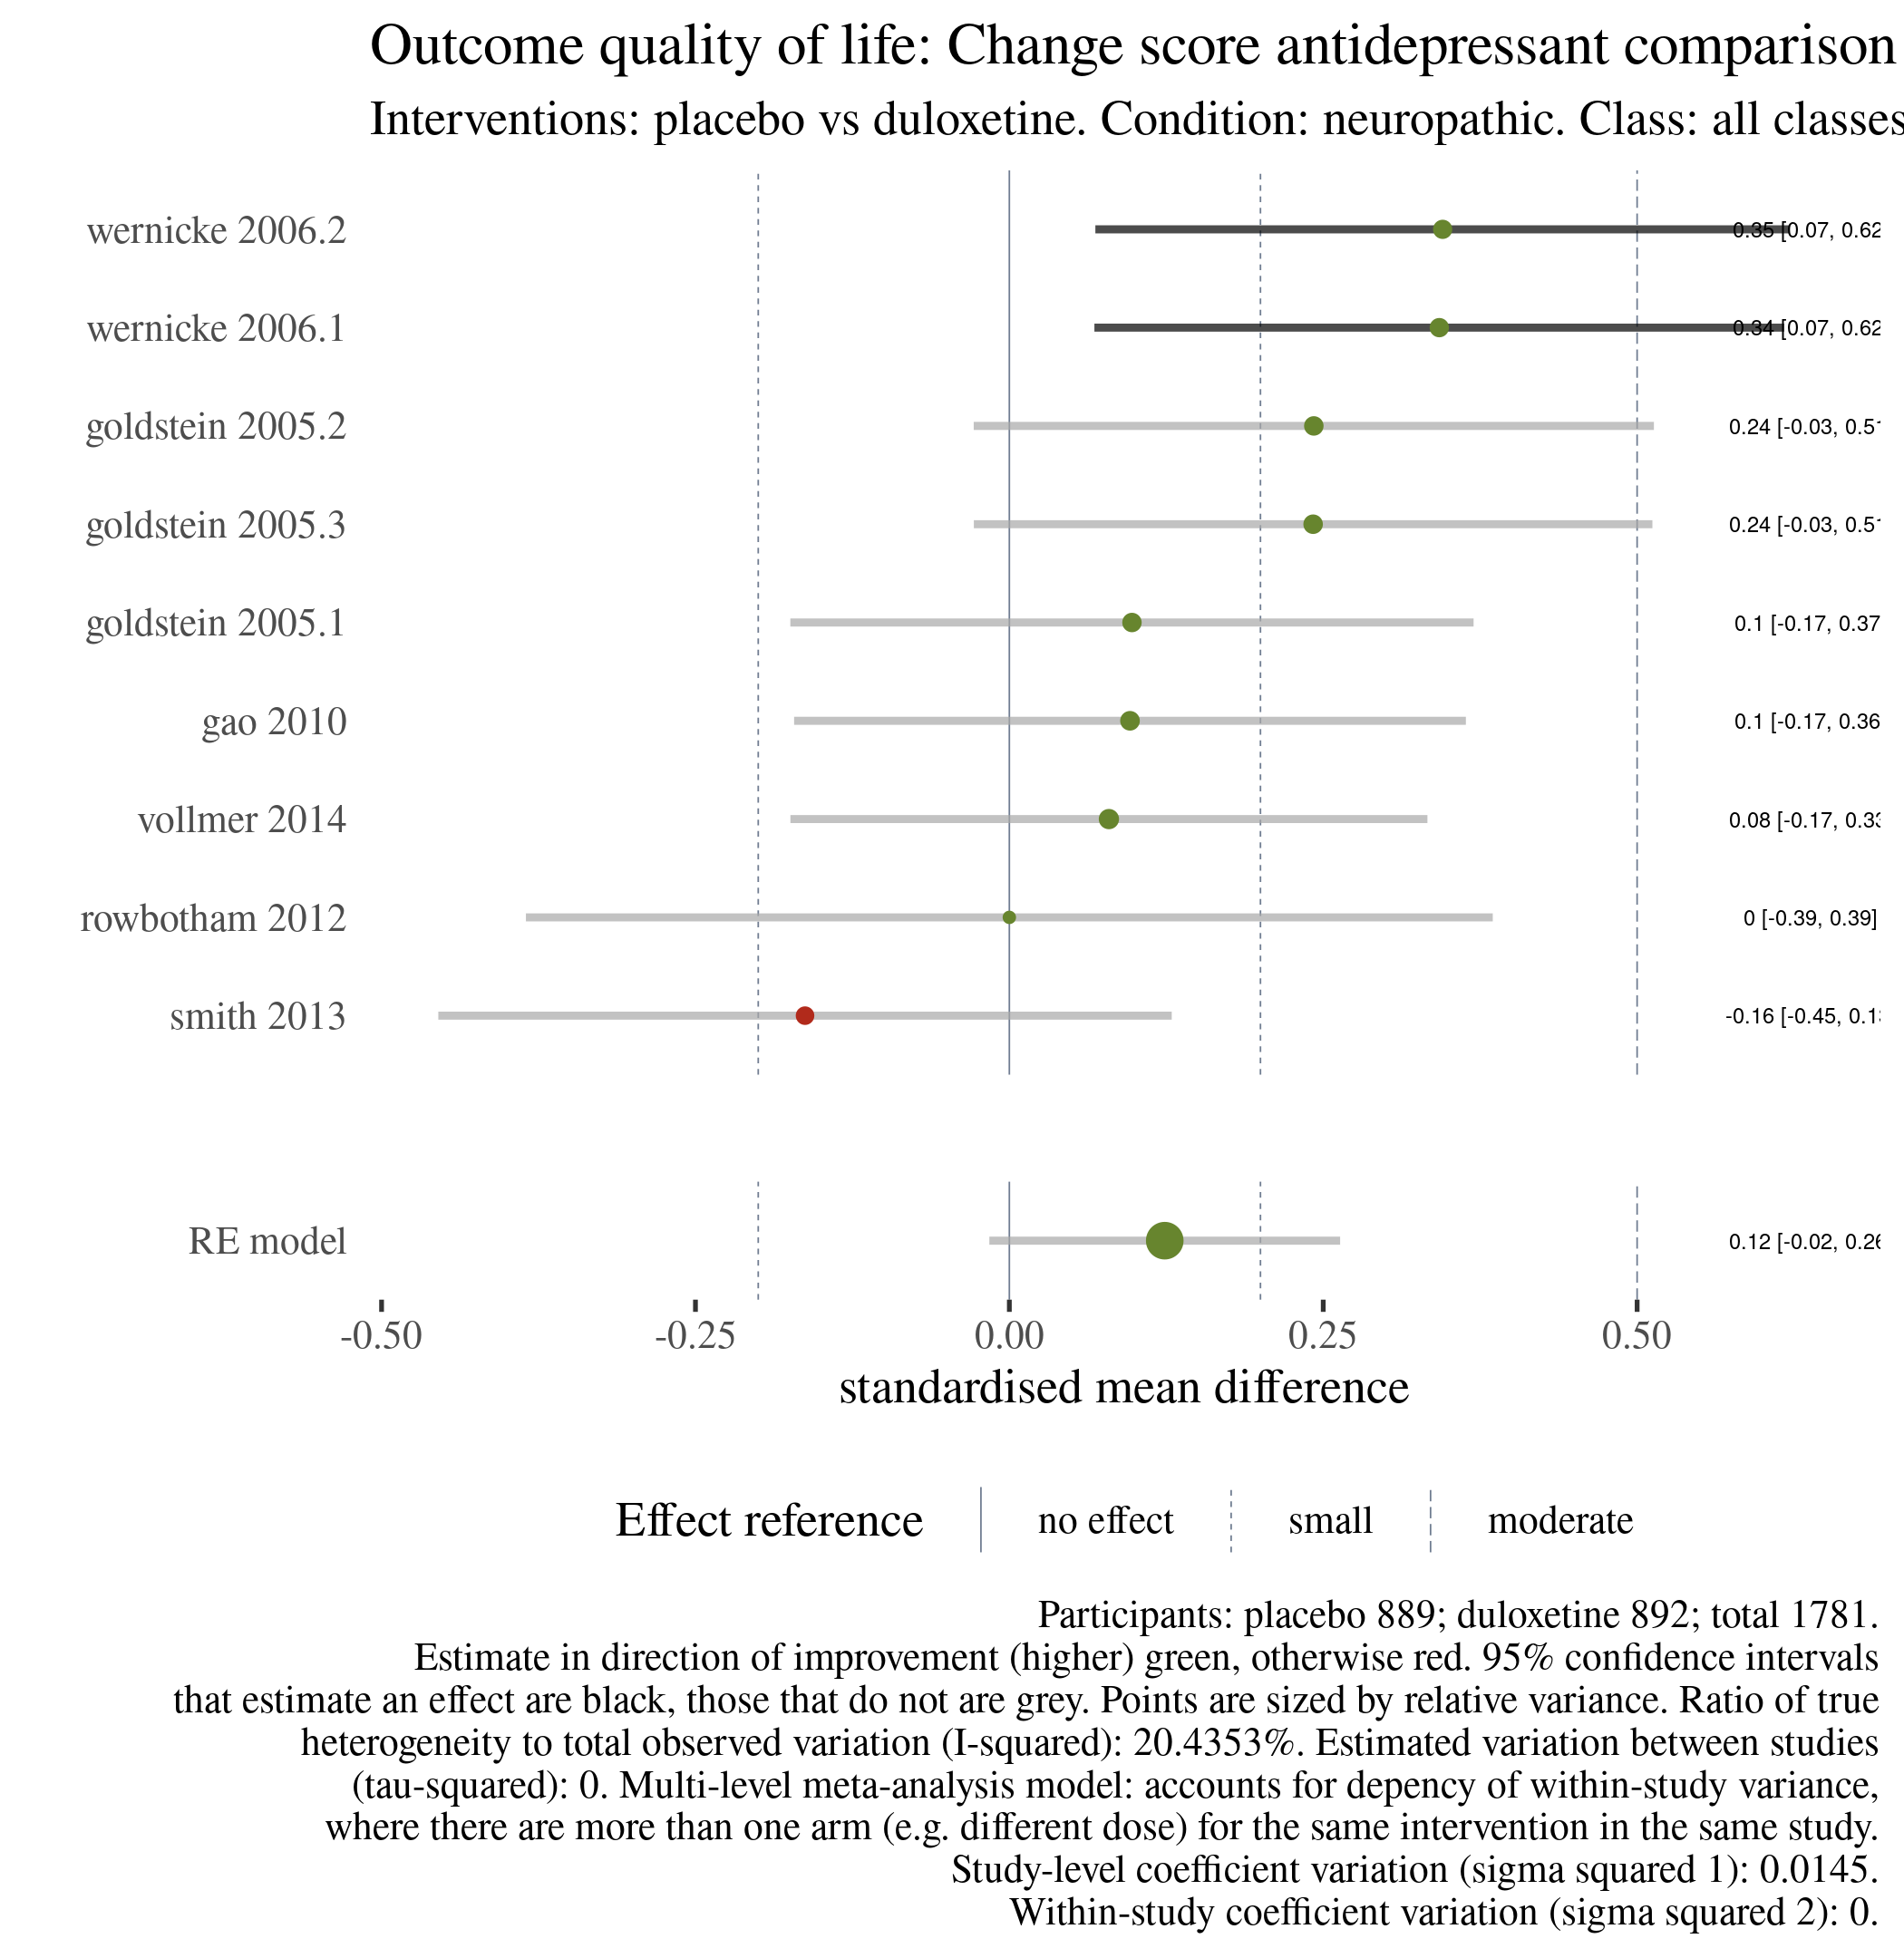 Outcome quality of life: Change score antidepressant comparison
Interventions: placebo vs duloxetine. Condition: neuropathic. Class: all classes
wernicke 2006.2 0.35 [0.07, 0.62
wernicke 2006.1 0.34 [0.07, 0.62
goldstein 2005.2 0.24 [-0.03, 0.51
goldstein 2005.3 0.24 [-0.03, 0.51
goldstein 2005.1 0.1 [-0.17, 0.37
gao 2010 0.1 [-0.17, 0.36
vollmer 2014 0.08 [-0.17, 0.33
rowbotham 2012 0 [-0.39, 0.39]
smith 2013 -0.16 [-0.45, 0.13
RE model 0.12 [-0.02, 0.26
-0.50 -0.25 0.00 0.25 0.50
standardised mean difference
Effect reference no effect small moderate
Participants: placebo 889; duloxetine 892; total 1781.
Estimate in direction of improvement (higher) green, otherwise red. 95% confidence intervals
that estimate an effect are black, those that do not are grey. Points are sized by relative variance. Ratio of true
heterogeneity to total observed variation (I-squared): 20.4353%. Estimated variation between studies
(tau-squared): 0. Multi-level meta-analysis model: accounts for depency of within-study variance,
where there are more than one arm (e.g. different dose) for the same intervention in the same study.
Study-level coefficient variation (sigma squared 1): 0.0145.
Within-study coefficient variation (sigma squared 2): 0.